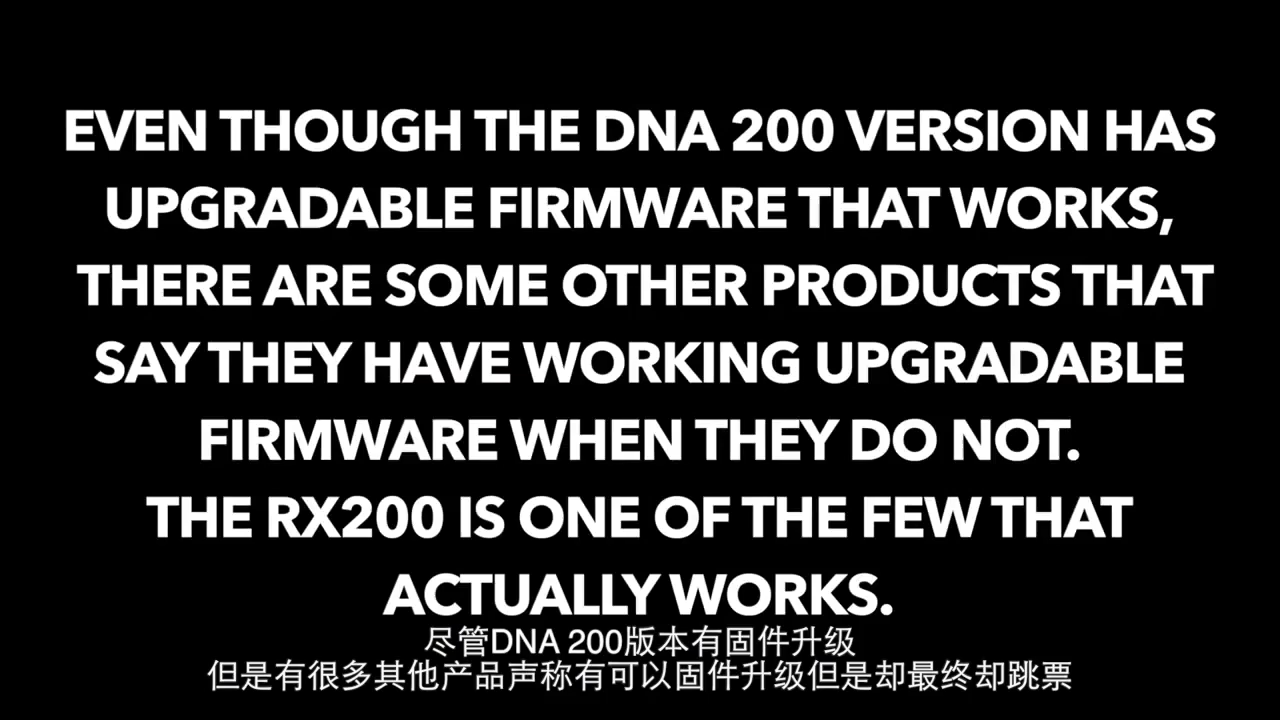 EVEN THOUGH THE DNA 200 VERSION HAS
UPGRADABLE FIRMWARE THAT WORKS,
THERE ARE SOME OTHER PRODUCTS THAT
SAY THEY HAVE WORKING UPGRADABLE
FIRMWARE WHEN THEY DO NOT.
THE RX200 IS ONE OF THE FEW THAT
ACTUALLY WORKS.
尽管DNA 200版本有固件升级
但是有很多其他产品声称有可以固件升级但是却最终却跳票